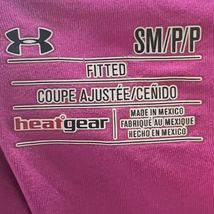 SM/P/P
FITTED
COUPE AJUSTÉE/CEÑIDO
heatgear
MADE IN MEXICO
FABRIQUÉ AU MEXIQUE
HECHO EN MEXICO